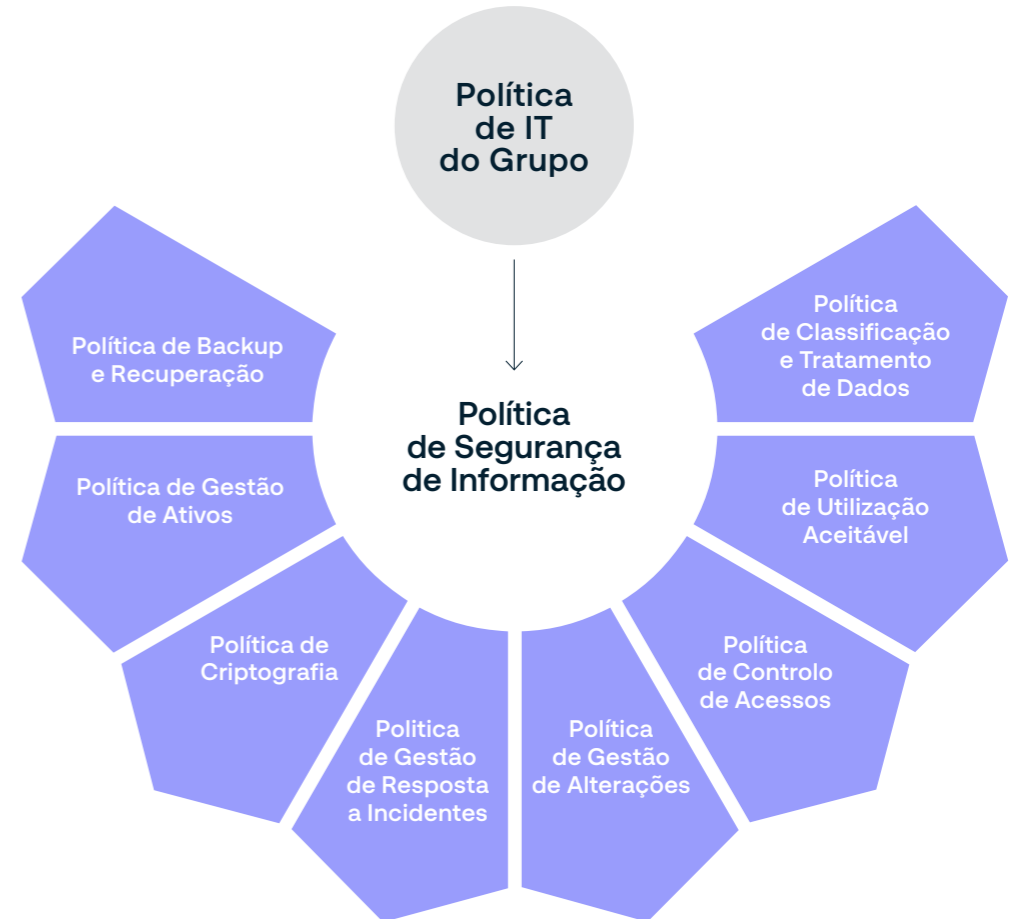 Política
de IT
do Grupo
Política
de Segurança
de Informação
Política de Backup
e Recuperação
Política de Gestão
de Ativos
Política de
Criptografia
Politica
de Gestão
de Resposta
a Incidentes
Política
de Gestão
de Alterações
Política
de Controlo
de Acessos
Política
de Utilização
Aceitável
Política
de Classificação
e Tratamento
de Dados